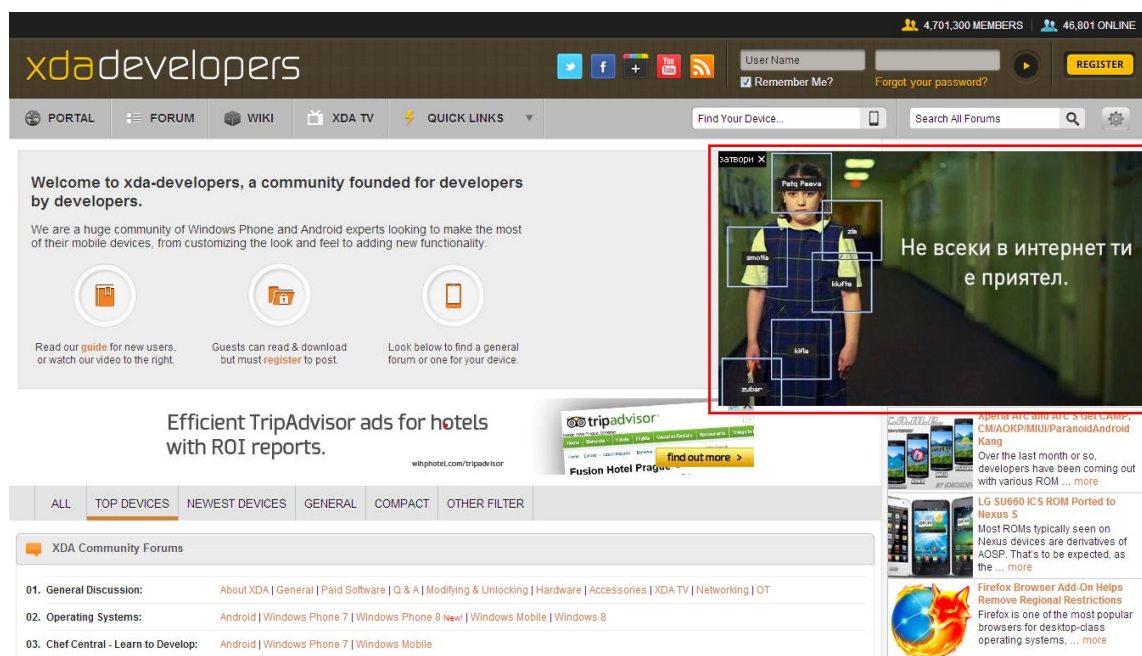 4,701,300 MEMBERS 46,801 ONLINE
xdadevelopers
User Name
Remember Me? Forgot your password?
REGISTER
PORTAL FORUM WIKI XDA TV QUICK LINKS
Find Your Device... Search All Forums
Welcome to xda-developers, a community founded for developers
by developers.
We are a huge community of Windows Phone and Android experts looking to make the most
of their mobile devices, from customizing the look and feel to adding new functionality.
Read our guide for new users,
or watch our video to the right.
Guests can read & download
but must register to post.
Look below to find a general
forum or one for your device.
затвори X
Petq Peeva
zle
smotla
kiufte
kifla
zubar
Не всеки в интернет ти
е приятел.
Efficient TripAdvisor ads for hotels
with ROI reports.
wihphotel.com/tripadvisor
tripadvisor
Fusion Hotel Prague
find out more >
ALL TOP DEVICES NEWEST DEVICES GENERAL COMPACT OTHER FILTER
XDA Community Forums
01. General Discussion: About XDA | General | Paid Software | Q & A | Modifying & Unlocking | Hardware | Accessories | XDA TV | Networking | OT
02. Operating Systems: Android | Windows Phone 7 | Windows Phone 8 New! | Windows Mobile | Windows 8
03. Chef Central - Learn to Develop: Android | Windows Phone 7 | Windows Mobile
Xperia Arc and Arc S Get CAMP,
CM/AOKP/MIUI/ParanoidAndroid
Kang
Over the last month or so,
developers have been coming out
with various ROM ... more
LG SU660 ICS ROM Ported to
Nexus S
Most ROMs typically seen on
Nexus devices are derivatives of
AOSP. That's to be expected, as
the ... more
Firefox Browser Add-On Helps
Remove Regional Restrictions
Firefox is one of the most popular
browsers for desktop-class
operating systems, ... more